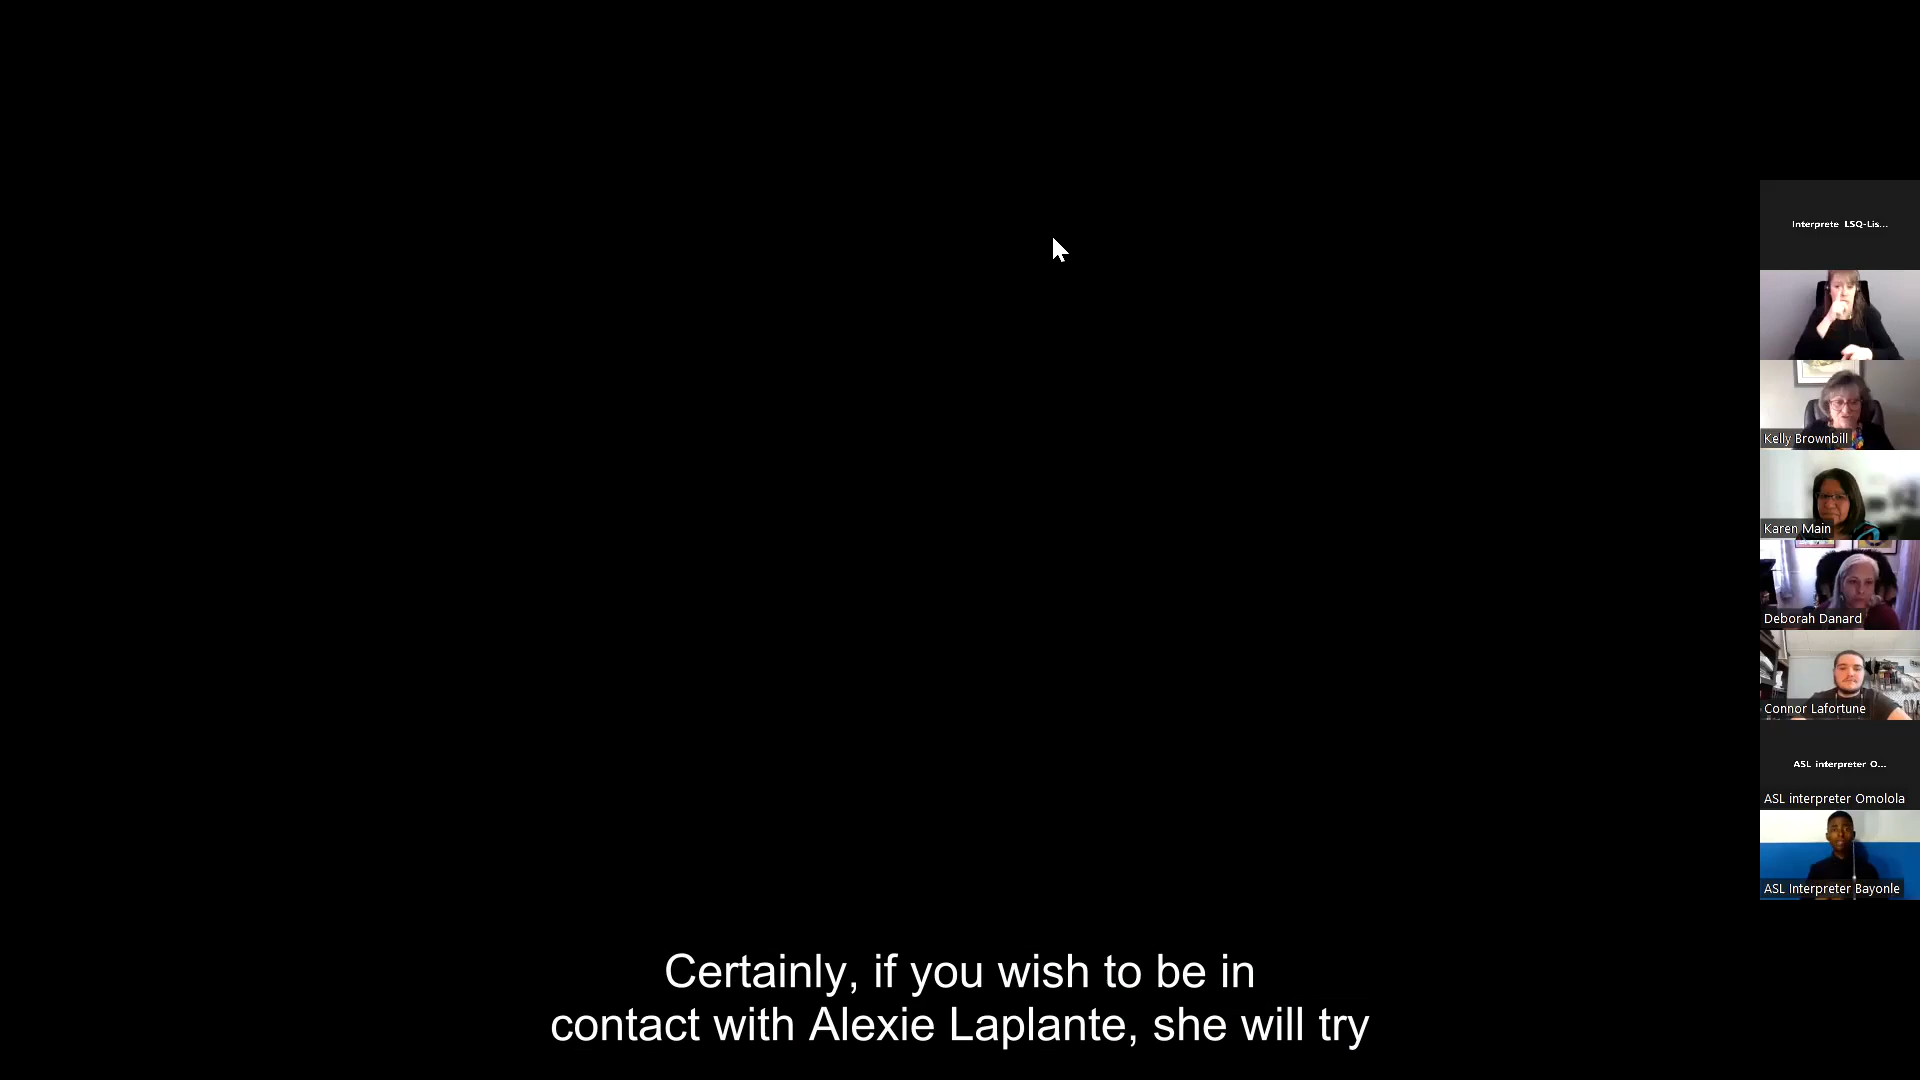 Interprete LSQ-Lis...
Kelly Brownbill
Karen Main
Deborah Danard
Connor Lafortune
ASL interpreter O...
ASL interpreter Omolola
ASL Interpreter Bayonle
Certainly, if you wish to be in
contact with Alexie Laplante, she will try